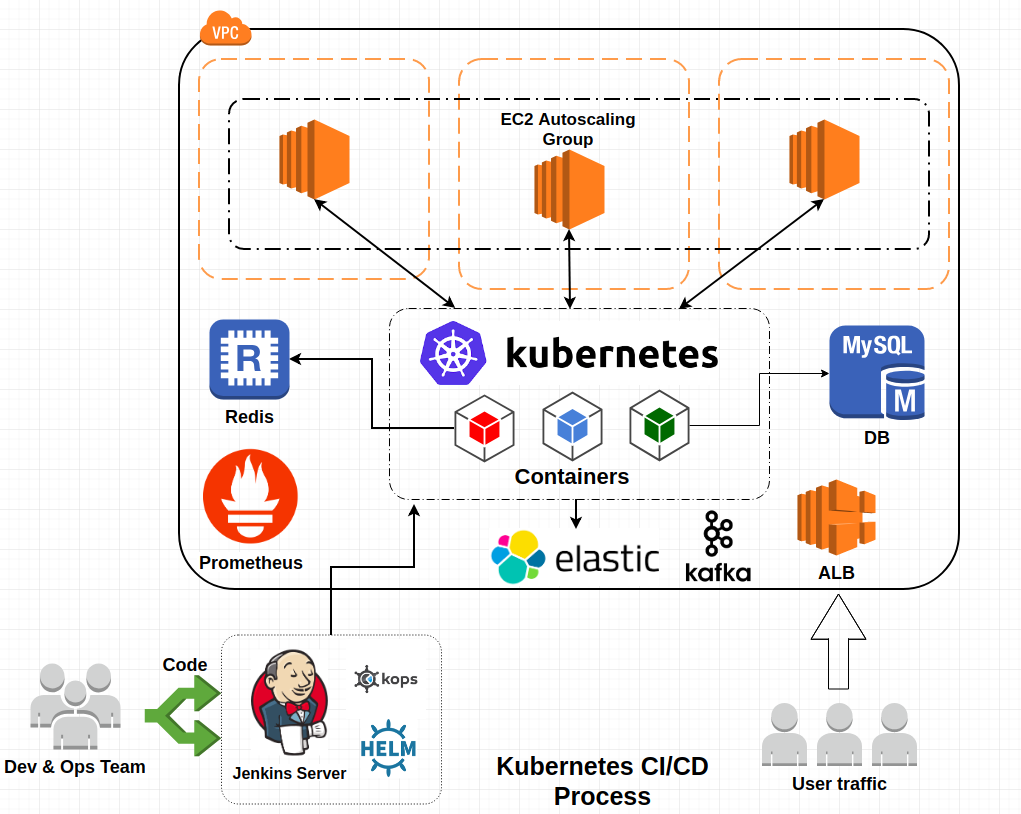 VPC
EC2 Autoscaling
Group
kubernetes
R
Redis
MySQL
M
DB
Containers
Prometheus
elastic
kafka
ALB
Code
kops
HELM
Dev & Ops Team
Jenkins Server
Kubernetes CI/CD
Process
User traffic